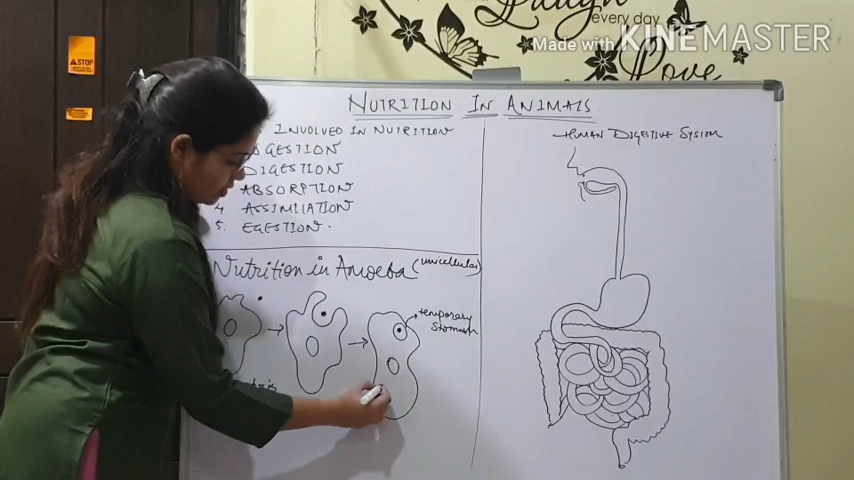 every day
Made with KINEMASTER
Love
STOP
NUTRITION IN ANIMALS
INVOLVED IN NUTRITION
DIGESTION
ABSORPTION
4 ASSIMILATION
5. EGESTION.
HUMAN DIGESTIVE SYSTEM
Nutrition in Amoeba (unicellular)
temporary
stomach